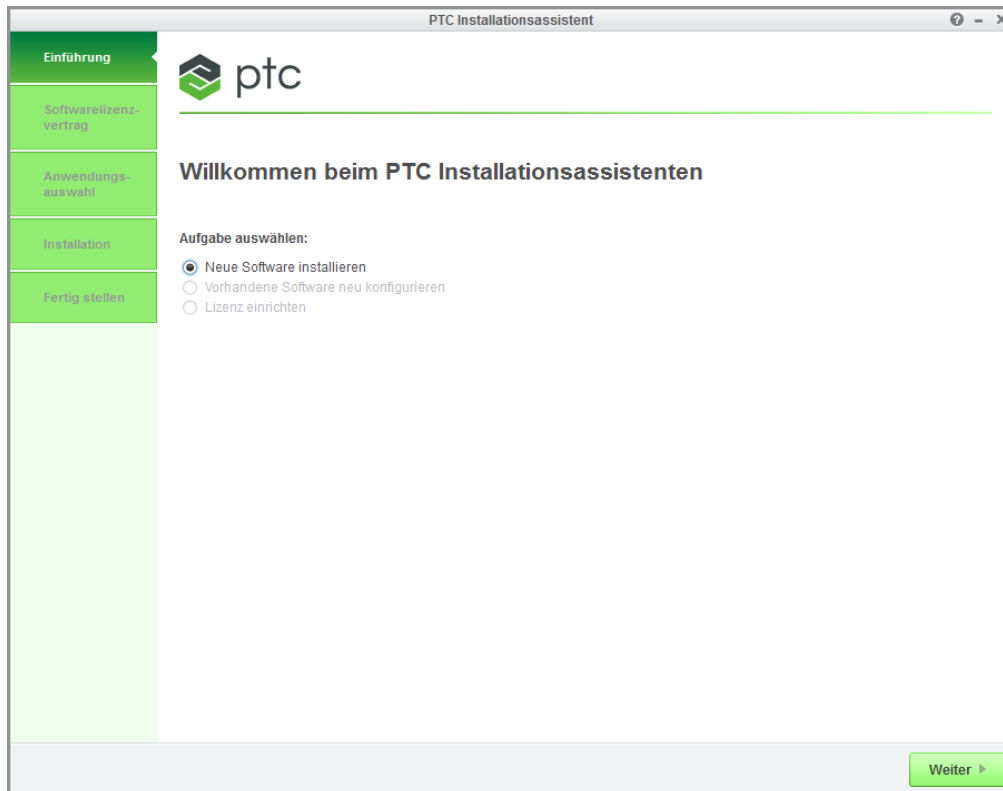 PTC Installationsassistent
Einführung
Softwarelizenz-
vertrag
Anwendungs-
auswahl
Installation
Fertig stellen
ptc
Willkommen beim PTC Installationsassistenten
Aufgabe auswählen:
Neue Software installieren
Vorhandene Software neu konfigurieren
Lizenz einrichten
Weiter